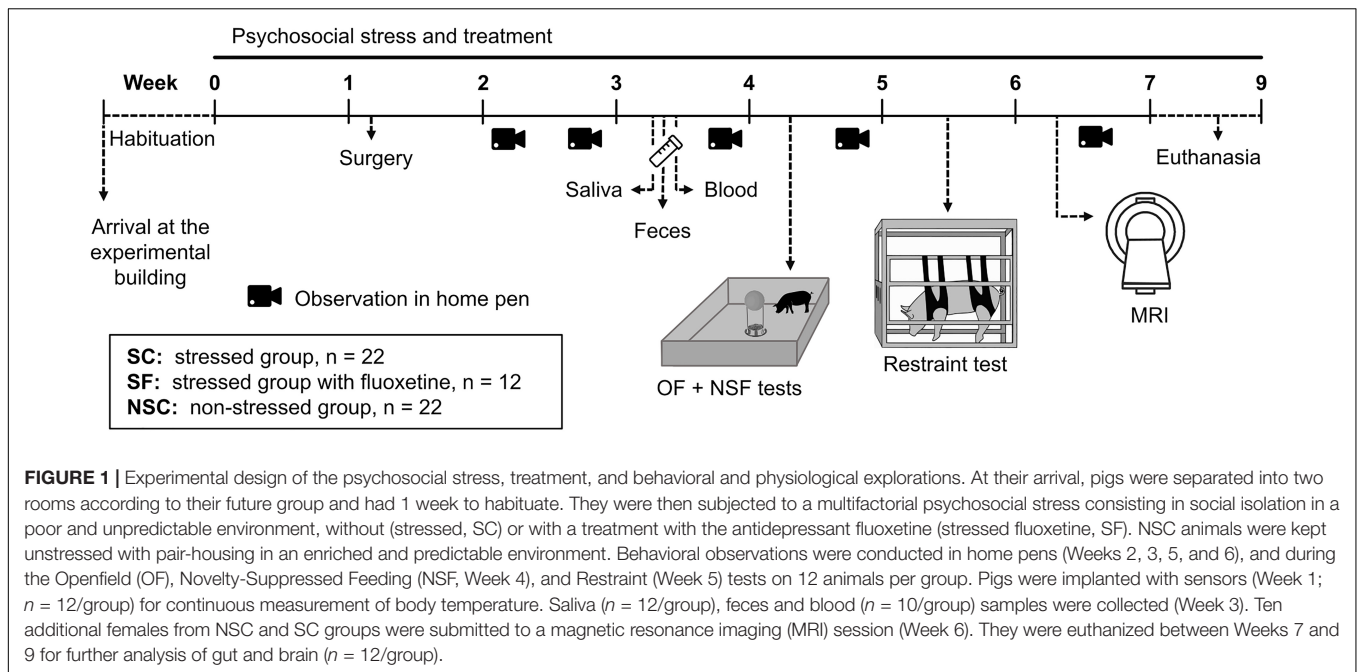 Psychosocial stress and treatment
Week 0 1 2 3 4 5 6 7 9
Habituation
Surgery
Saliva
Blood
Euthanasia
Feces
Arrival at the
experimental
building
Observation in home pen
MRI
Restraint test
OF + NSF tests
SC: stressed group, n = 22
SF: stressed group with fluoxetine, n = 12
NSC: non-stressed group, n = 22
FIGURE 1 | Experimental design of the psychosocial stress, treatment, and behavioral and physiological explorations. At their arrival, pigs were separated into two
rooms according to their future group and had 1 week to habituate. They were then subjected to a multifactorial psychosocial stress consisting in social isolation in a
poor and unpredictable environment, without (stressed, SC) or with a treatment with the antidepressant fluoxetine (stressed fluoxetine, SF). NSC animals were kept
unstressed with pair-housing in an enriched and predictable environment. Behavioral observations were conducted in home pens (Weeks 2, 3, 5, and 6), and during
the Openfield (OF), Novelty-Suppressed Feeding (NSF, Week 4), and Restraint (Week 5) tests on 12 animals per group. Pigs were implanted with sensors (Week 1;
n = 12/group) for continuous measurement of body temperature. Saliva (n = 12/group), feces and blood (n = 10/group) samples were collected (Week 3). Ten
additional females from NSC and SC groups were submitted to a magnetic resonance imaging (MRI) session (Week 6). They were euthanized between Weeks 7 and
9 for further analysis of gut and brain (n = 12/group).